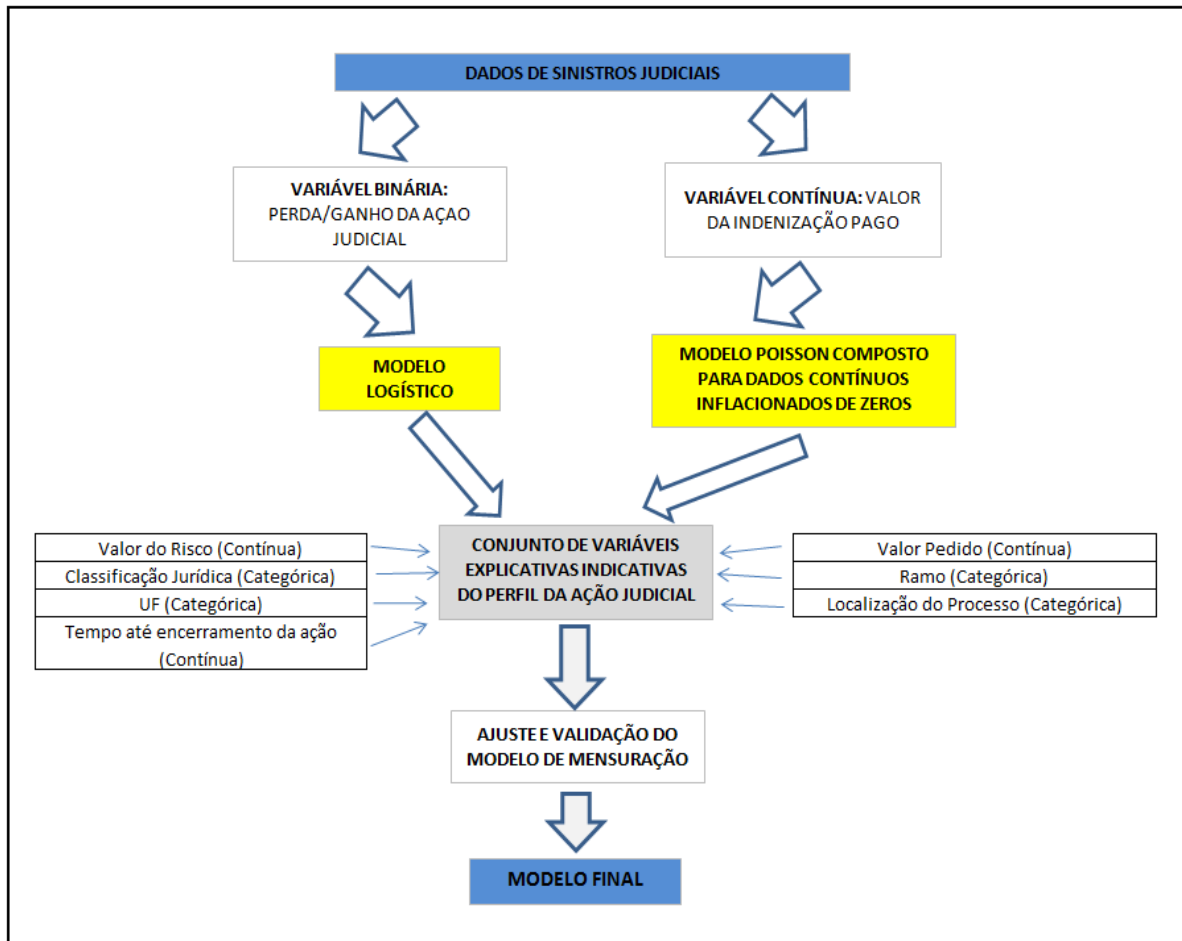 DADOS DE SINISTROS JUDICIAIS
VARIÁVEL BINÁRIA:
PERDA/GANHO DA AÇAO
JUDICIAL
VARIÁVEL CONTÍNUA: VALOR
DA INDENIZAÇÃO PAGO
MODELO
LOGÍSTICO
MODELO POISSON COMPOSTO
PARA DADOS CONTÍNUOS
INFLACIONADOS DE ZEROS
Valor do Risco (Contínua)
Classificação Jurídica (Categórica)
UF (Categórica)
Tempo até encerramento da ação
(Contínua)
CONJUNTO DE VARIÁVEIS
EXPLICATIVAS INDICATIVAS
DO PERFIL DA AÇÃO JUDICIAL
Valor Pedido (Contínua)
Ramo (Categórica)
Localização do Processo (Categórica)
AJUSTE E VALIDAÇÃO DO
MODELO DE MENSURAÇÃO
MODELO FINAL